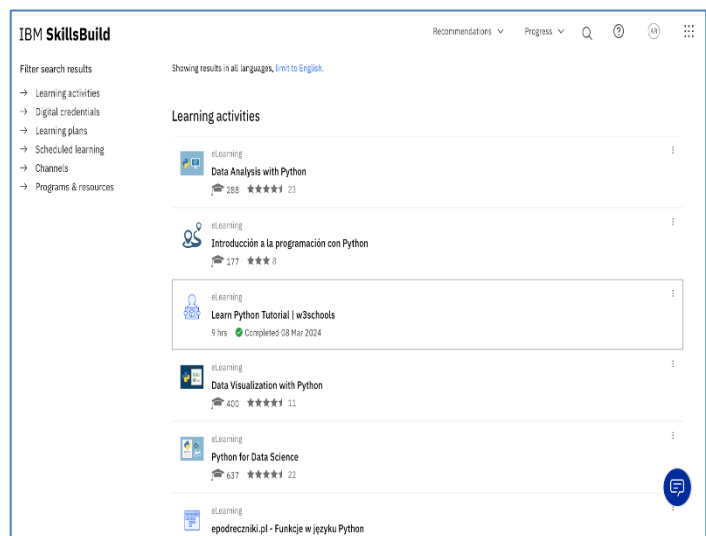 IBM SkillsBuild
Recommendations
Progress
AR
Filter search results
Learning activities
Digital credentials
Learning plans
Scheduled learning
Channels
Programs & resources
Showing results in all languages, limit to English.
Learning activities
eLearning
Data Analysis with Python
288 23
eLearning
Introducción a la programación con Python
177 8
eLearning
Learn Python Tutorial | w3schools
9 hrs Completed 08 Mar 2024
eLearning
Data Visualization with Python
400 11
eLearning
Python for Data Science
637 22
eLearning
epodreczniki.pl - Funkcje w języku Python